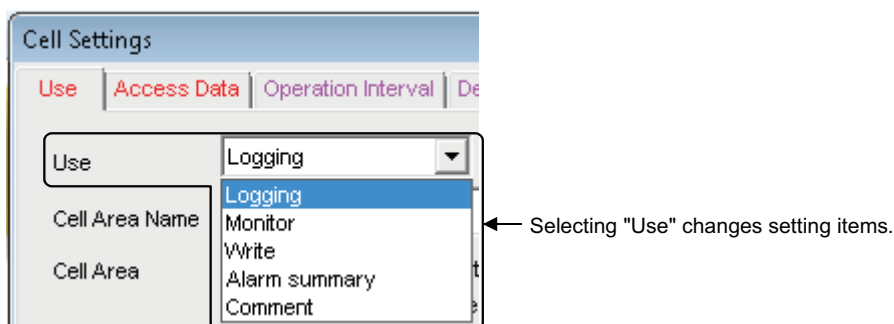 Cell Settings
Use Access Data Operation Interval De
Use Logging
Logging
Cell Area Name Monitor
Write
Selecting "Use" changes setting items.
Cell Area Alarm summary
Comment